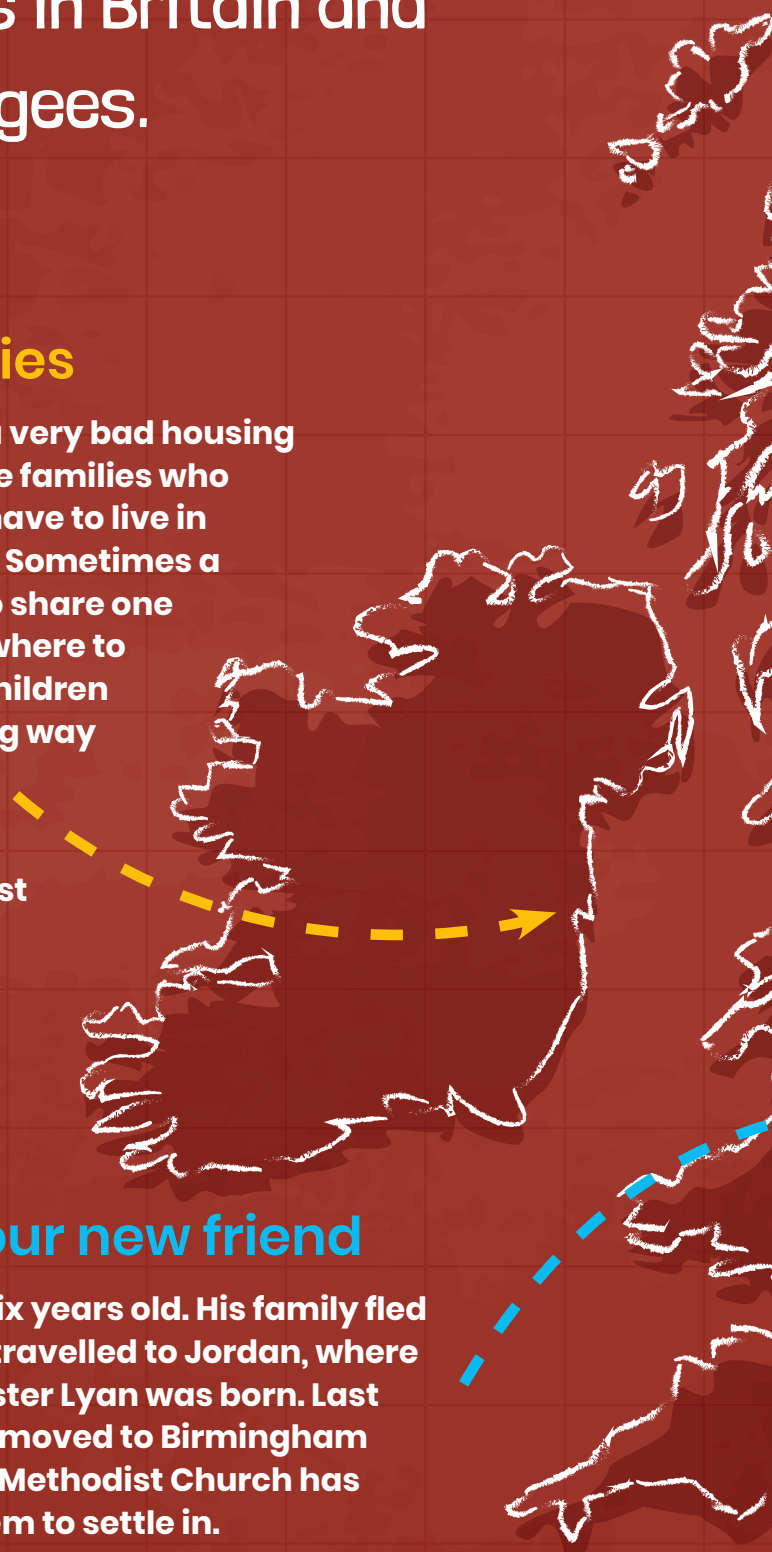 s in Britain and
gees.
ies
very bad housing
e families who
have to live in
Sometimes a
share one
where to
hildren
g way
st
our new friend
ix years old. His family fled
travelled to Jordan, where
ster Lyan was born. Last
moved to Birmingham
Methodist Church has
em to settle in.